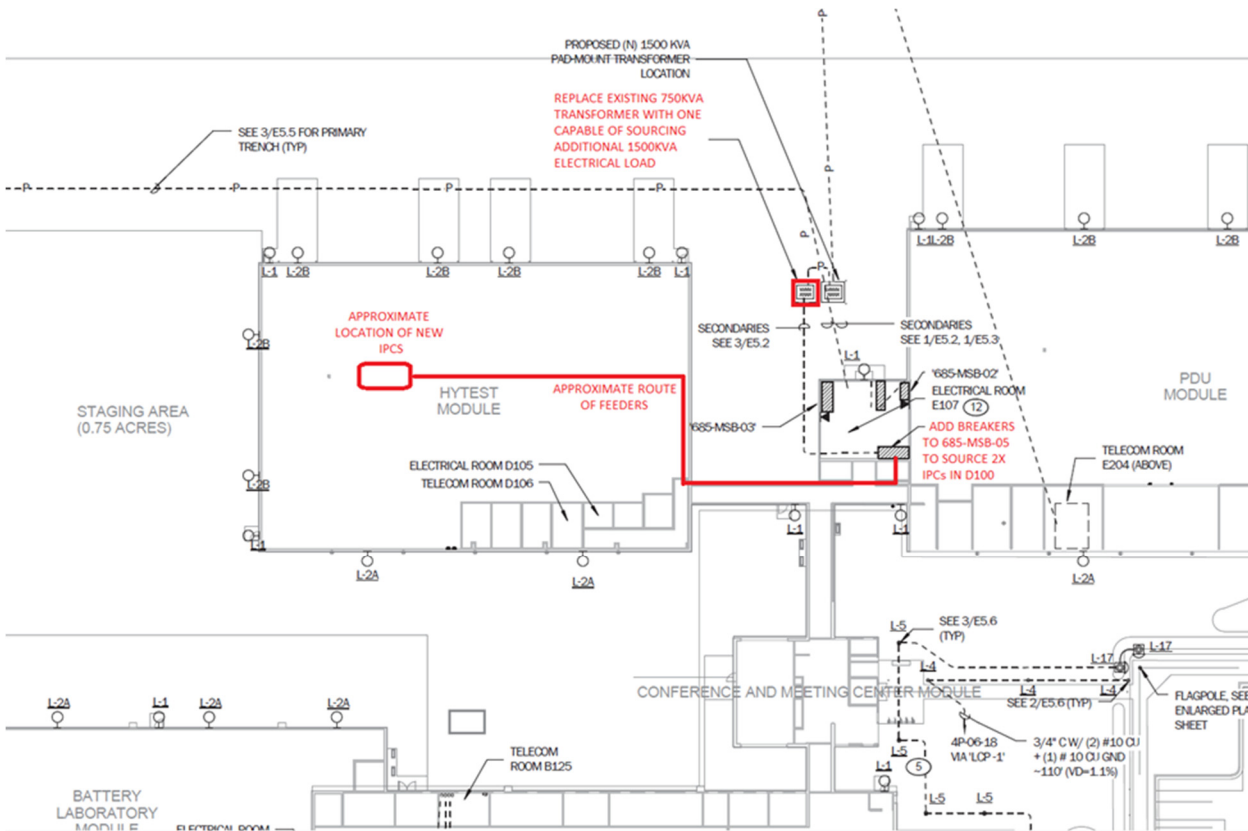 PROPOSED (N) 1500 KVA
PAD-MOUNT TRANSFORMER
LOCATION
REPLACE EXISTING 750KVA
TRANSFORMER WITH ONE
CAPABLE OF SOURCING
ADDITIONAL 1500KVA
ELECTRICAL LOAD
SEE 3/E5.5 FOR PRIMARY
TRENCH (TYP)
P
P
P
P
P
P
P
P
L-1
L-2B
L-2B
L-2B
L-2B
L-1
L-1
L-2B
L-2B
L-2B
APPROXIMATE
LOCATION OF NEW
IPCS
L-2B
SECONDARIES
SEE 3/E5.2
SECONDARIES
SEE 1/E5.2, 1/E5.3
L-1
HYTEST
MODULE
APPROXIMATE ROUTE
OF FEEDERS
'685-MSB-02'
ELECTRICAL ROOM
E107
12
'685-MSB-03'
ADD BREAKERS
TO 685-MSB-05
TO SOURCE 2X
IPCs IN D100
PDU
MODULE
STAGING AREA
(0.75 ACRES)
TELECOM ROOM
E204 (ABOVE)
ELECTRICAL ROOM D105
TELECOM ROOM D106
L-2B
L-1
L-1
L-1
L-2A
L-2A
L-2A
L-5
SEE 3/E5.6
(TYP)
L-17
L-17
L-4
L-4
L-4
CONFERENCE AND MEETING CENTER MODULE
SEE 2/E5.6 (TYP)
FLAGPOLE, SEE
ENLARGED PLA
SHEET
L-2A
L-1
L-2A
L-2A
L-5
4P-06-18
VIA 'LCP-1'
3/4" C W/ (2) #10 CU
+ (1) # 10 CU GND
~110' (VD=1.1%)
TELECOM
ROOM B125
L-1
5
L-5
L-5
BATTERY
LABORATORY
MODULE
ELECTRICAL ROOM